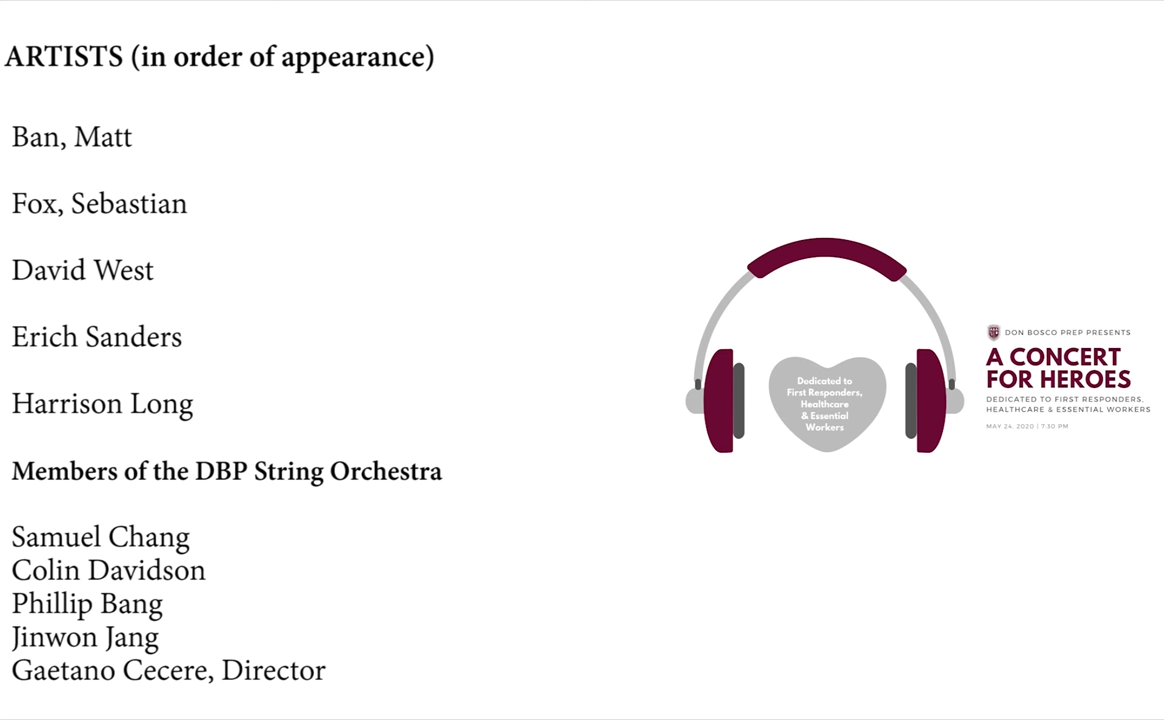 ARTISTS (in order of appearance)
Ban, Matt
Fox, Sebastian
David West
Erich Sanders
Harrison Long
Members of the DBP String Orchestra
Samuel Chang
Colin Davidson
Phillip Bang
Jinwon Jang
Gaetano Cecere, Director
Dedicated to
First Responders,
Healthcare
& Essential
Workers
DON BOSCO PREP PRESENTS
A CONCERT
FOR HEROES
DEDICATED TO FIRST RESPONDERS,
HEALTHCARE & ESSENTIAL WORKERS
MAY 24, 2020 | 7:30 PM